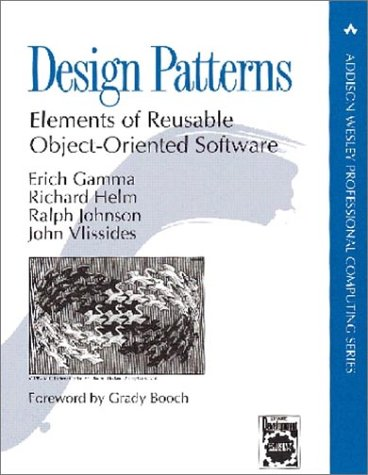 Design Patterns
Elements of Reusable
Object-Oriented Software
Erich Gamma
Richard Helm
Ralph Johnson
John Vlissides
Foreword by Grady Booch
Development
ADDISON WESLEY PROFESSIONAL COMPUTING SERIES